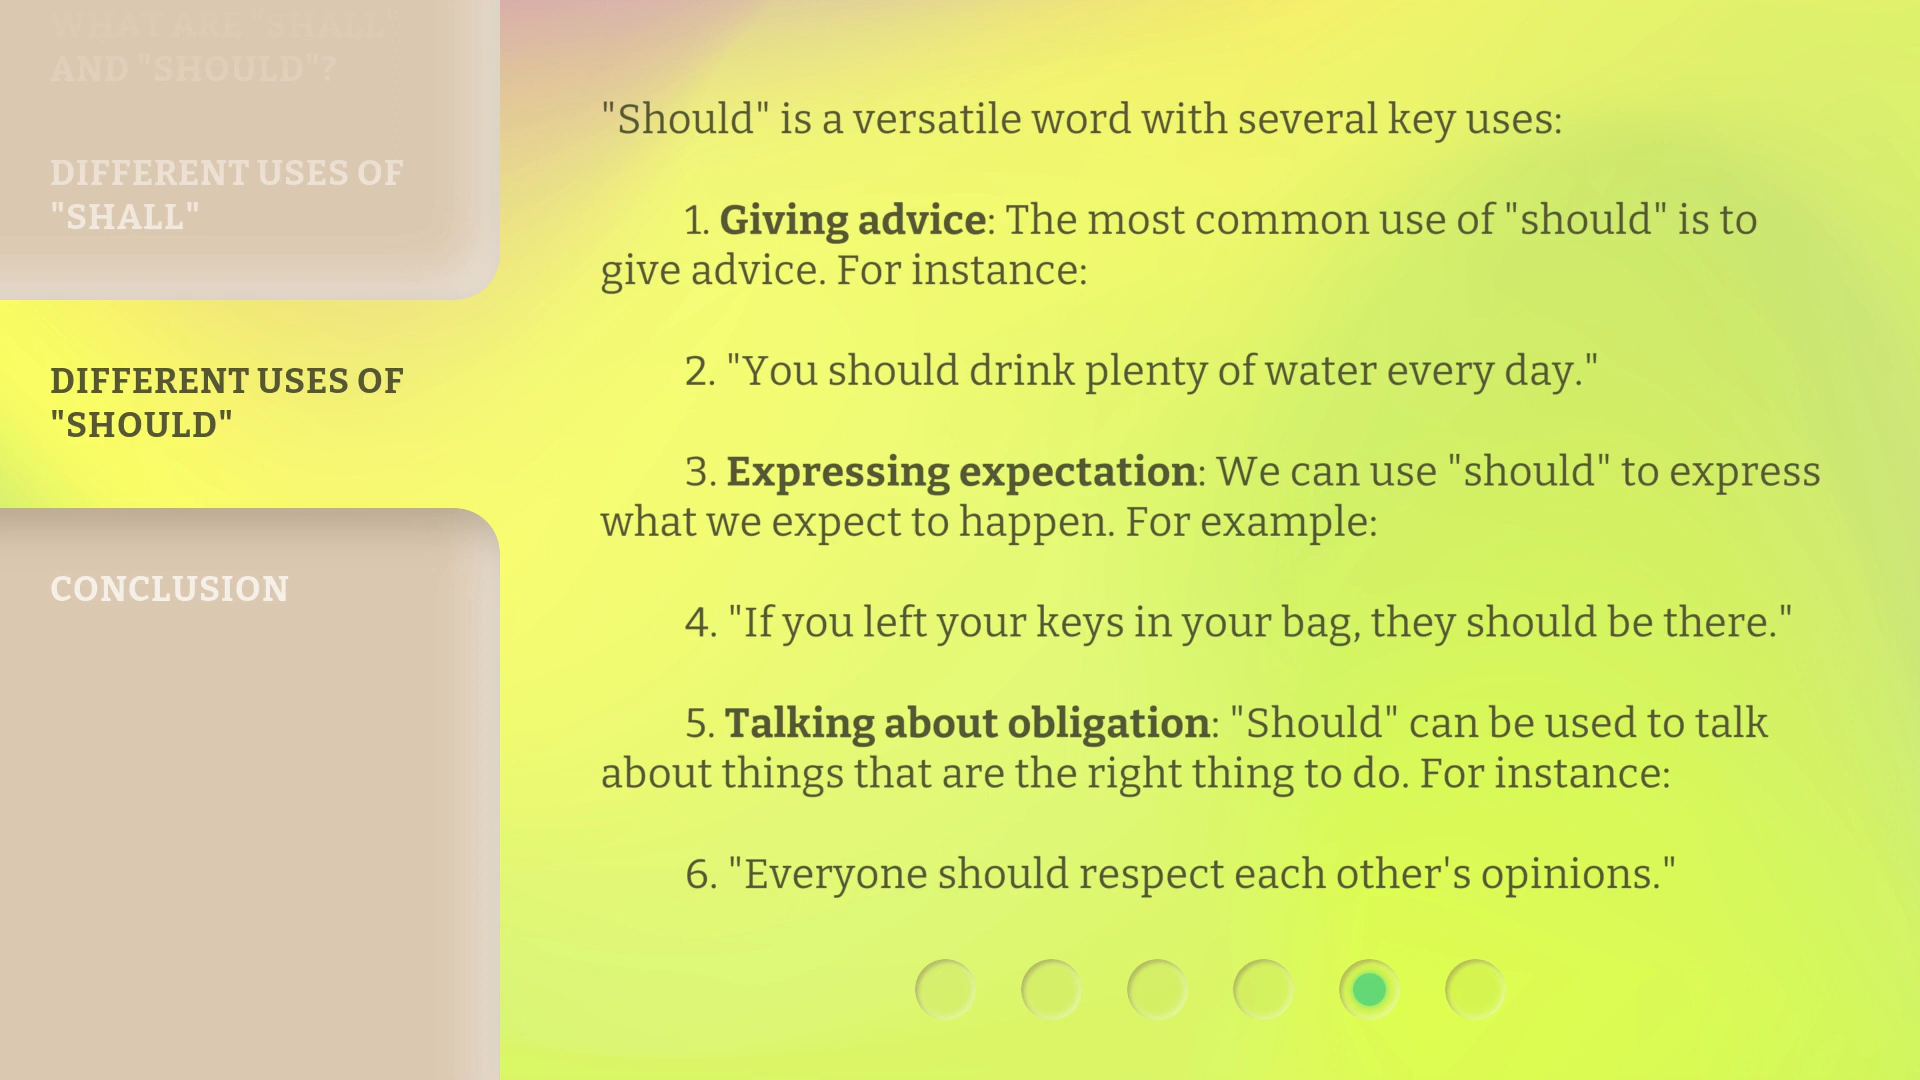 WHAT ARE "SHALL"
AND "SHOULD"?
DIFFERENT USES OF
"SHALL"
DIFFERENT USES OF
"SHOULD"
CONCLUSION
"Should" is a versatile word with several key uses:
1. Giving advice: The most common use of "should" is to
give advice. For instance:
2. "You should drink plenty of water every day."
3. Expressing expectation: We can use "should" to express
what we expect to happen. For example:
4. "If you left your keys in your bag, they should be there."
5. Talking about obligation: "Should" can be used to talk
about things that are the right thing to do. For instance:
6. "Everyone should respect each other's opinions."